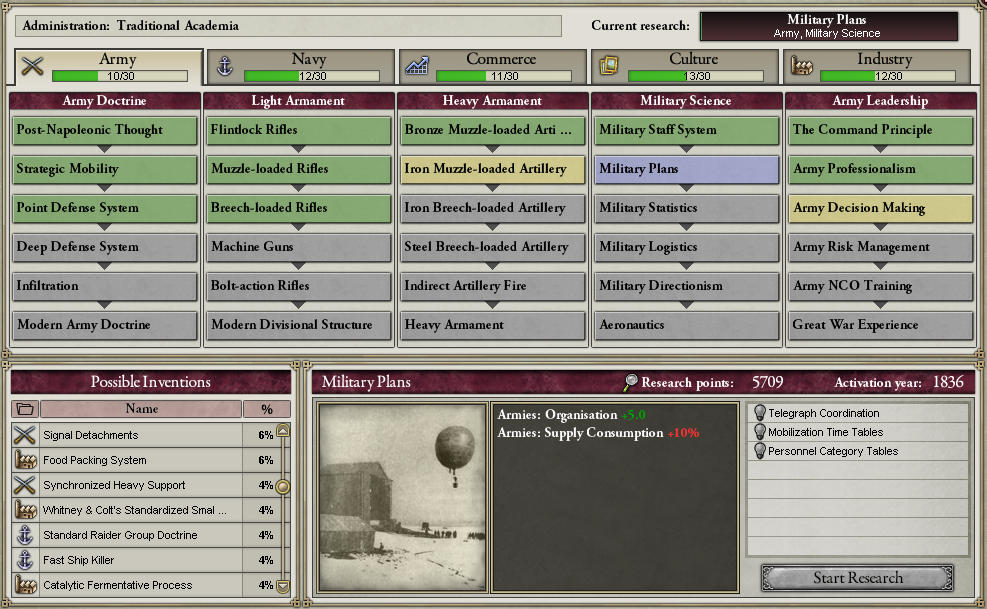 Administration: Traditional Academia
Current research:
Military Plans
Army, Military Science
Army
10/30
Navy
12/30
Commerce
11/30
Culture
13/30
Industry
12/30
Army Doctrine
Light Armament
Heavy Armament
Military Science
Army Leadership
Post-Napoleonic Thought
Flintlock Rifles
Bronze Muzzle-loaded Arti ...
Military Staff System
The Command Principle
Strategic Mobility
Muzzle-loaded Rifles
Iron Muzzle-loaded Artillery
Military Plans
Army Professionalism
Point Defense System
Breech-loaded Rifles
Iron Breech-loaded Artillery
Military Statistics
Army Decision Making
Deep Defense System
Machine Guns
Steel Breech-loaded Artillery
Military Logistics
Army Risk Management
Infiltration
Bolt-action Rifles
Indirect Artillery Fire
Military Directionism
Army NCO Training
Modern Army Doctrine
Modern Divisional Structure
Heavy Armament
Aeronautics
Great War Experience
Possible Inventions
Name %
Signal Detachments 6%
Food Packing System 6%
Synchronized Heavy Support 4%
Whitney & Colt's Standardized Smal ... 4%
Standard Raider Group Doctrine 4%
Fast Ship Killer 4%
Catalytic Fermentative Process 4%
Military Plans
Research points: 5709
Activation year: 1836
Armies: Organisation +5.0
Armies: Supply Consumption +10%
Telegraph Coordination
Mobilization Time Tables
Personnel Category Tables
Start Research